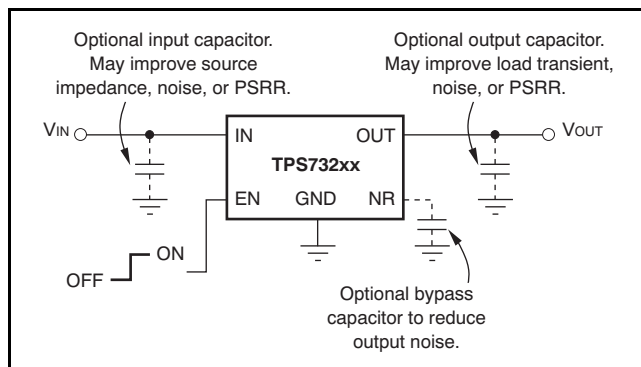 Optional input capacitor.
May improve source
impedance, noise, or PSRR.
Optional output capacitor.
May improve load transient,
noise, or PSRR.
VIN
IN
OUT
VOUT
TPS732xx
EN
GND
NR
ON
OFF
Optional bypass
capacitor to reduce
output noise.